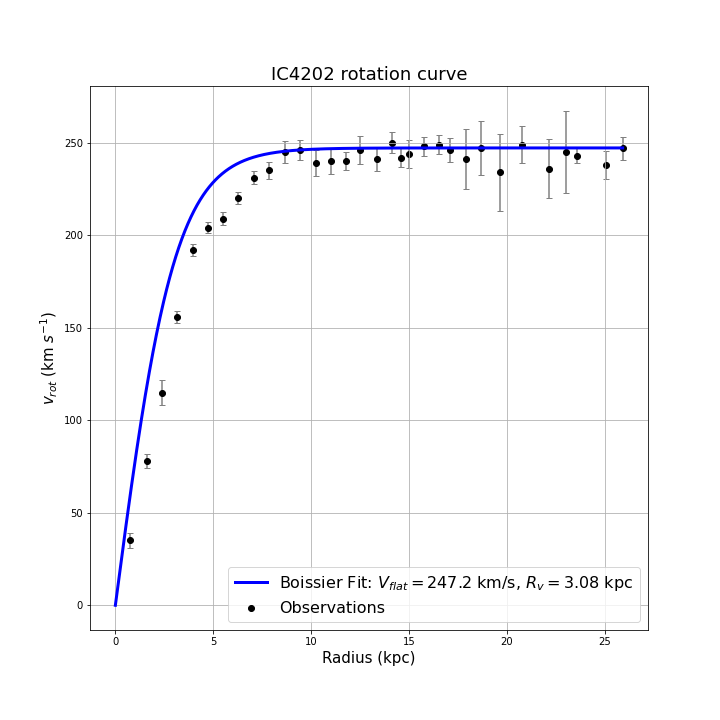 IC4202 rotation curve
250
200
150
100
50
0
v_rot (km s⁻¹)
Boissier Fit: V_flat = 247.2 km/s, R_v = 3.08 kpc
Observations
0 5 10 15 20 25
Radius (kpc)